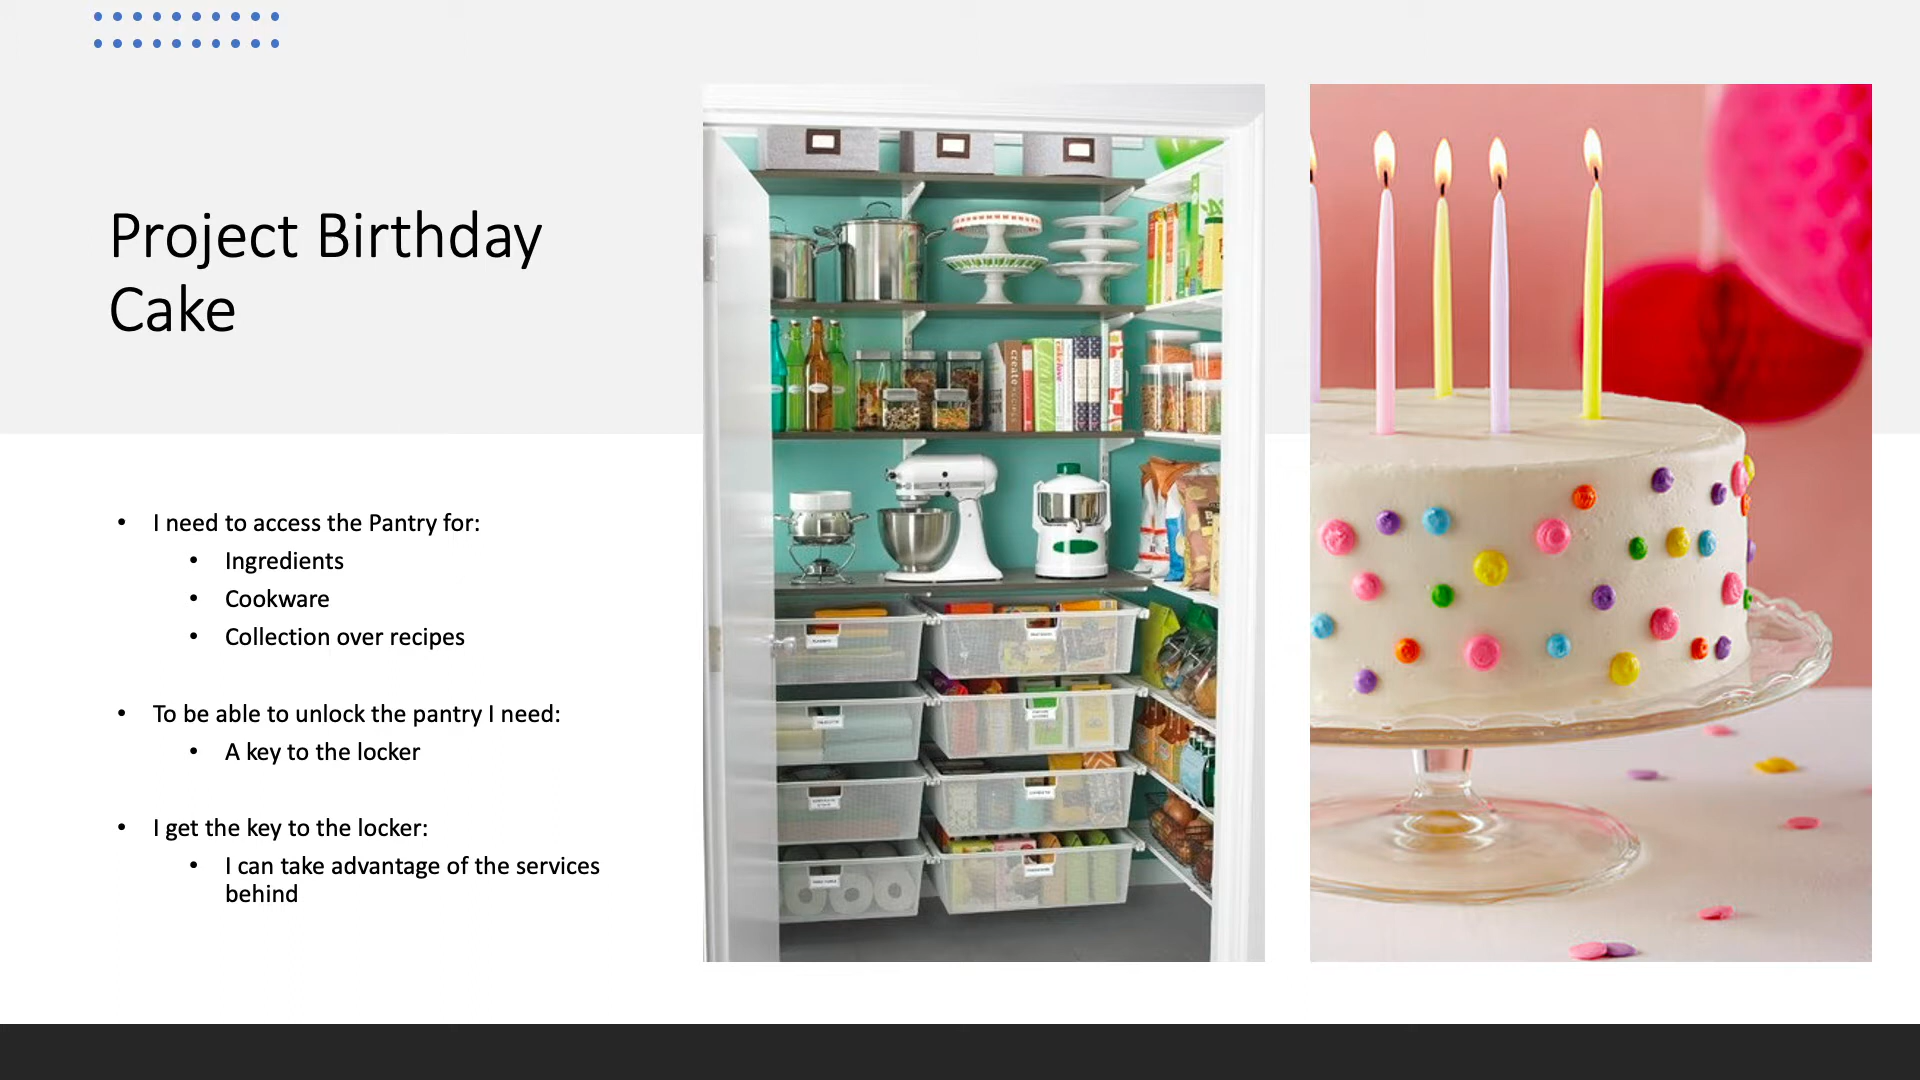 Project Birthday
Cake
• I need to access the Pantry for:
• Ingredients
• Cookware
• Collection over recipes
• To be able to unlock the pantry I need:
• A key to the locker
• I get the key to the locker:
• I can take advantage of the services
behind
create